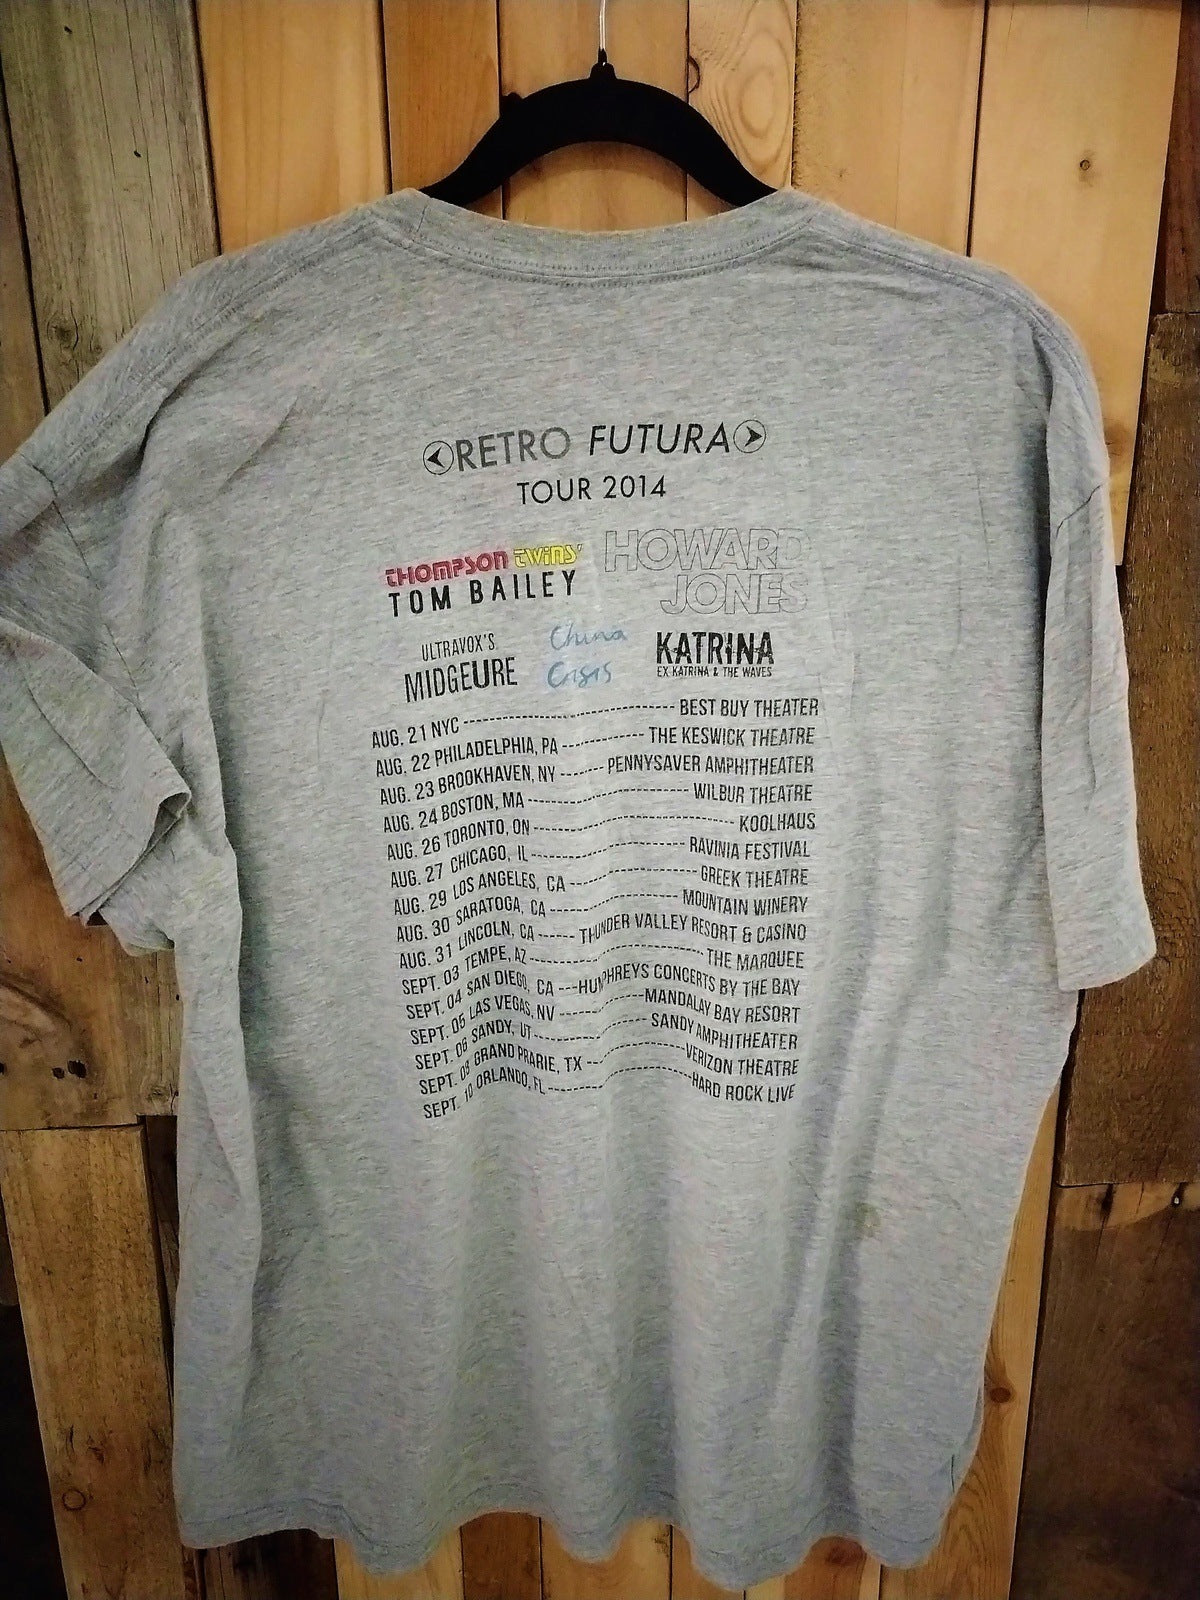 RETRO FUTURA
TOUR 2014
THOMPSON TWINS'
TOM BAILEY
HOWARD
JONES
ULTRAVOX'S
MIDGEURE
China
Crisis
KATRINA
EX-KATRINA & THE WAVES
AUG. 21 NYC ---------- BEST BUY THEATER
AUG. 22 PHILADELPHIA, PA ---------- THE KESWICK THEATRE
AUG. 23 BROOKHAVEN, NY ------- PENNYSAVER AMPHITHEATER
AUG. 24 BOSTON, MA ---------- WILBUR THEATRE
AUG. 26 TORONTO, ON ---------- KOOLHAUS
AUG. 27 CHICAGO, IL ---------- RAVINIA FESTIVAL
AUG. 29 LOS ANGELES, CA ---------- GREEK THEATRE
AUG. 30 SARATOGA, CA ---------- MOUNTAIN WINERY
AUG. 31 LINCOLN, CA ------ THUNDER VALLEY RESORT & CASINO
SEPT. 03 TEMPE, AZ ---------- THE MARQUEE
SEPT. 04 SAN DIEGO, CA --- HUMPHREYS CONCERTS BY THE BAY
SEPT. 05 LAS VEGAS, NV ---------- MANDALAY BAY RESORT
SEPT. 06 SANDY, UT ---------- SANDY AMPHITHEATER
SEPT. 09 GRAND PRARIE, TX ---------- VERIZON THEATRE
SEPT. 10 ORLANDO, FL ---------- HARD ROCK LIVE